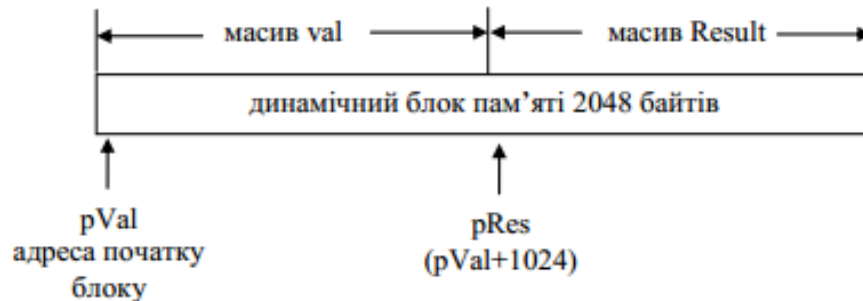 масив val
масив Result
динамічний блок пам’яті 2048 байтів
pVal
адреса початку
блоку
pRes
(pVal+1024)